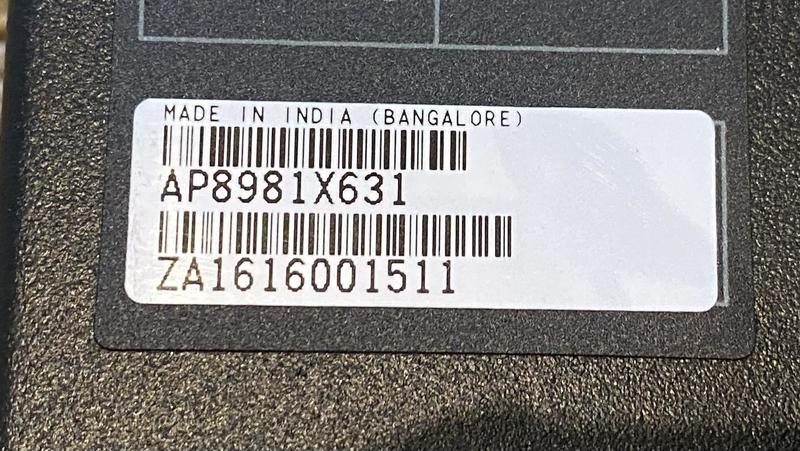 MADE IN INDIA (BANGALORE)
AP8981X631
ZA1616001511